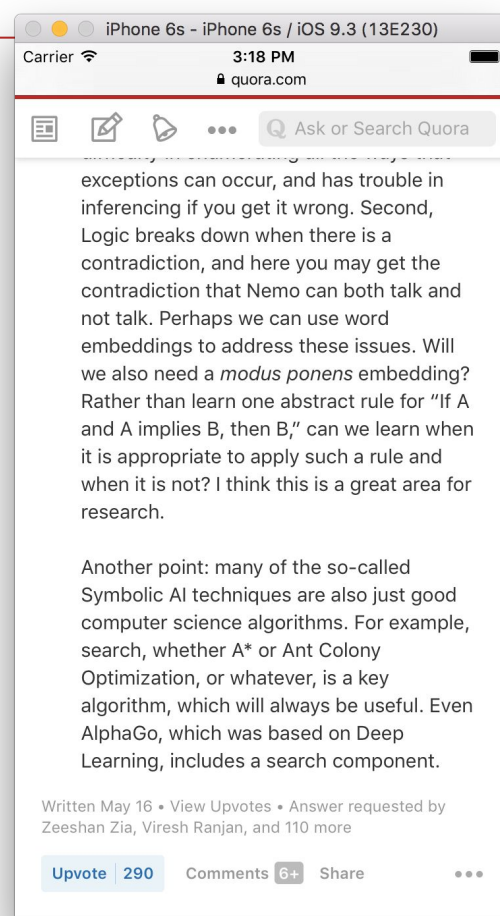 iPhone 6s - iPhone 6s / iOS 9.3 (13E230)
Carrier 3:18 PM
quora.com
Q Ask or Search Quora
difficulty in enumerating all the ways that
exceptions can occur, and has trouble in
inferencing if you get it wrong. Second,
Logic breaks down when there is a
contradiction, and here you may get the
contradiction that Nemo can both talk and
not talk. Perhaps we can use word
embeddings to address these issues. Will
we also need a modus ponens embedding?
Rather than learn one abstract rule for “If A
and A implies B, then B,” can we learn when
it is appropriate to apply such a rule and
when it is not? I think this is a great area for
research.
Another point: many of the so-called
Symbolic AI techniques are also just good
computer science algorithms. For example,
search, whether A* or Ant Colony
Optimization, or whatever, is a key
algorithm, which will always be useful. Even
AlphaGo, which was based on Deep
Learning, includes a search component.
Written May 16 • View Upvotes • Answer requested by
Zeeshan Zia, Viresh Ranjan, and 110 more
Upvote 290 Comments 6+ Share